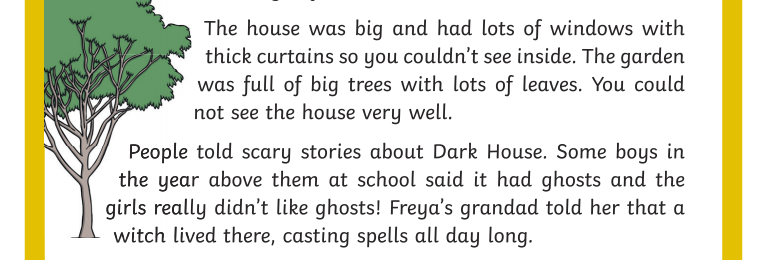 The house was big and had lots of windows with
thick curtains so you couldn't see inside. The garden
was full of big trees with lots of leaves. You could
not see the house very well.
People told scary stories about Dark House. Some boys in
the year above them at school said it had ghosts and the
girls really didn't like ghosts! Freya's grandad told her that a
witch lived there, casting spells all day long.